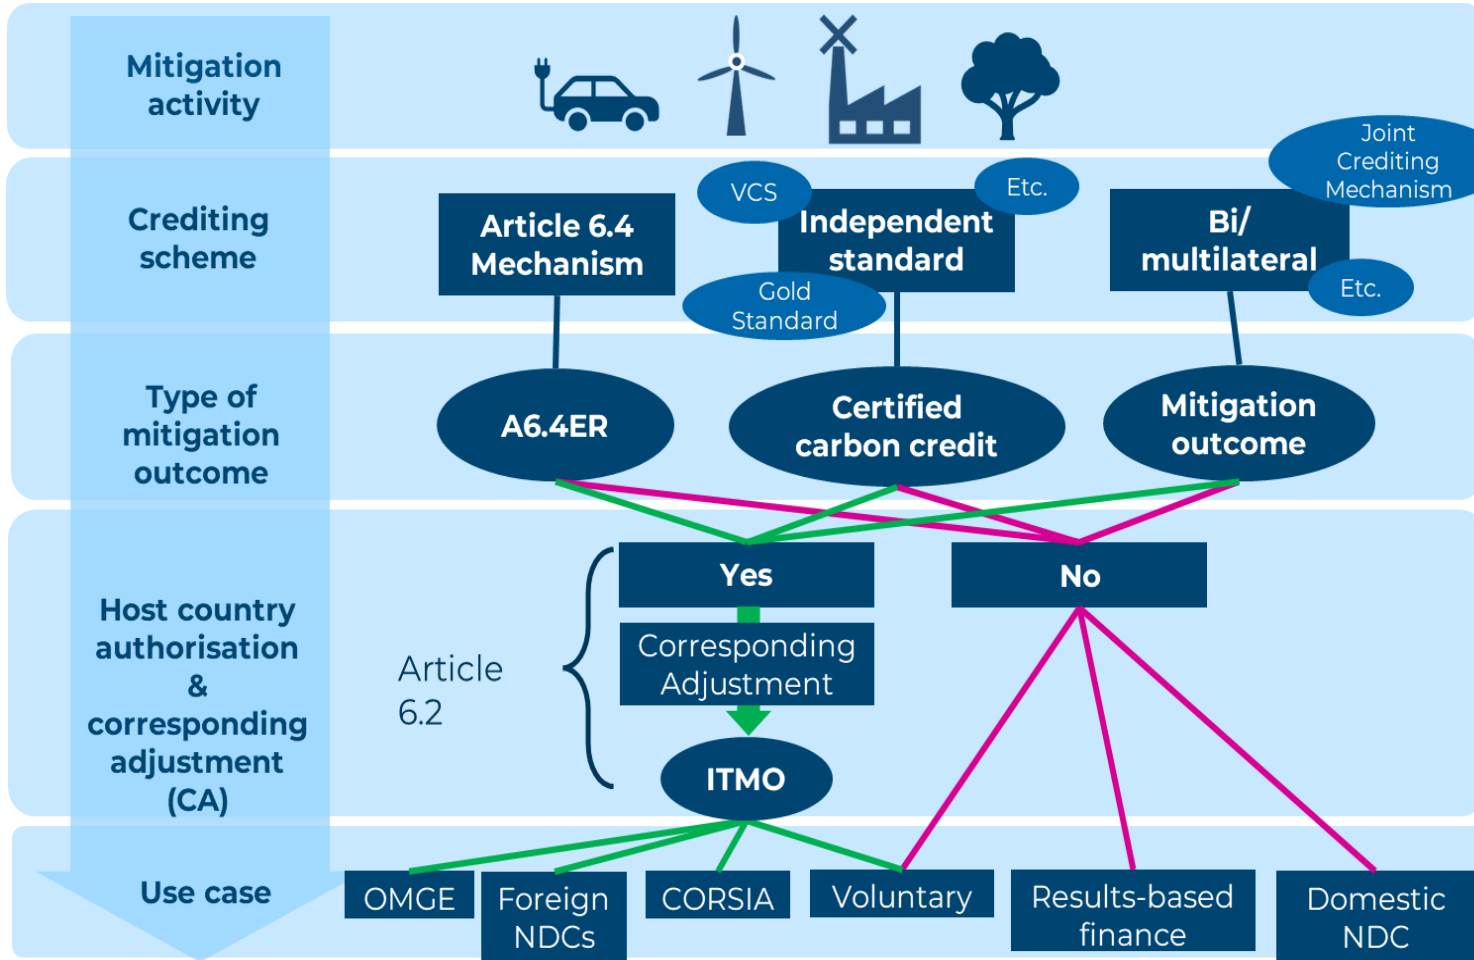 Mitigation
activity
Crediting
scheme
Article 6.4
Mechanism
VCS
Independent
standard
Etc.
Gold
Standard
Bi/
multilateral
Joint
Crediting
Mechanism
Etc.
Type of
mitigation
outcome
A6.4ER
Certified
carbon credit
Mitigation
outcome
Host country
authorisation
&
corresponding
adjustment
(CA)
Article
6.2
Yes
No
Corresponding
Adjustment
ITMO
Use case
OMGE
Foreign
NDCs
CORSIA
Voluntary
Results-based
finance
Domestic
NDC